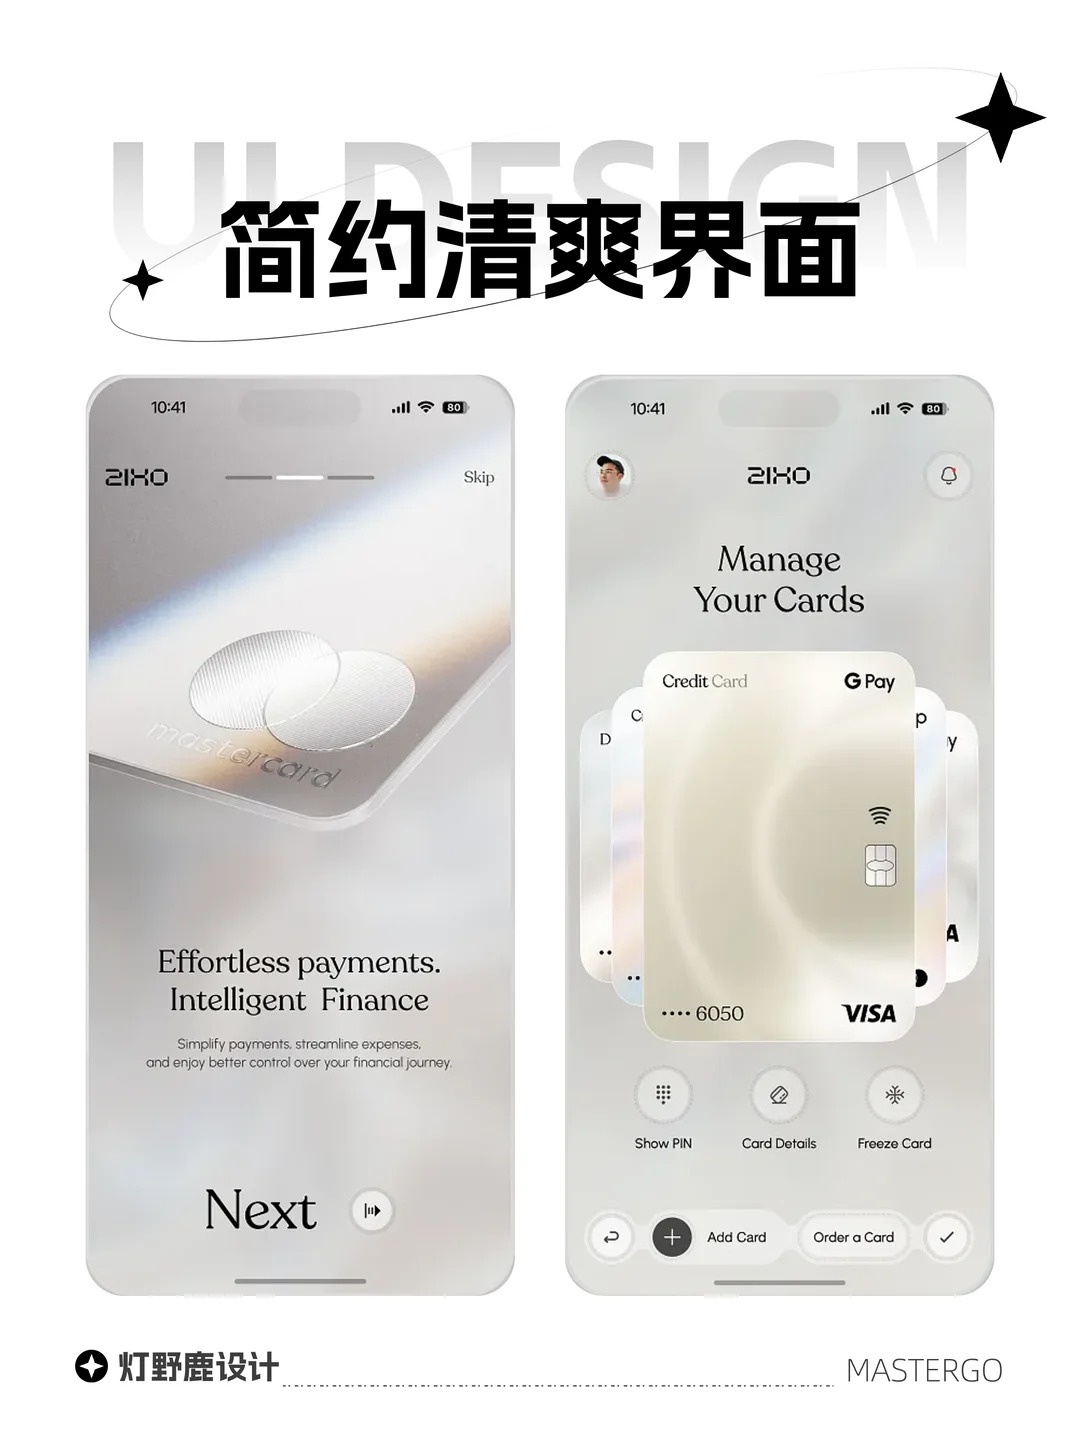 UI DESIGN
简约清爽界面
10:41
80
21XO
Skip
mastercard
Effortless payments.
Intelligent Finance
Simplify payments, streamline expenses,
and enjoy better control over your financial journey.
Next
10:41
80
21XO
Manage
Your Cards
Credit Card
G Pay
D
C
p
y
A
•••• 6050
VISA
Show PIN
Card Details
Freeze Card
Add Card
Order a Card
灯野鹿设计
MASTERGO